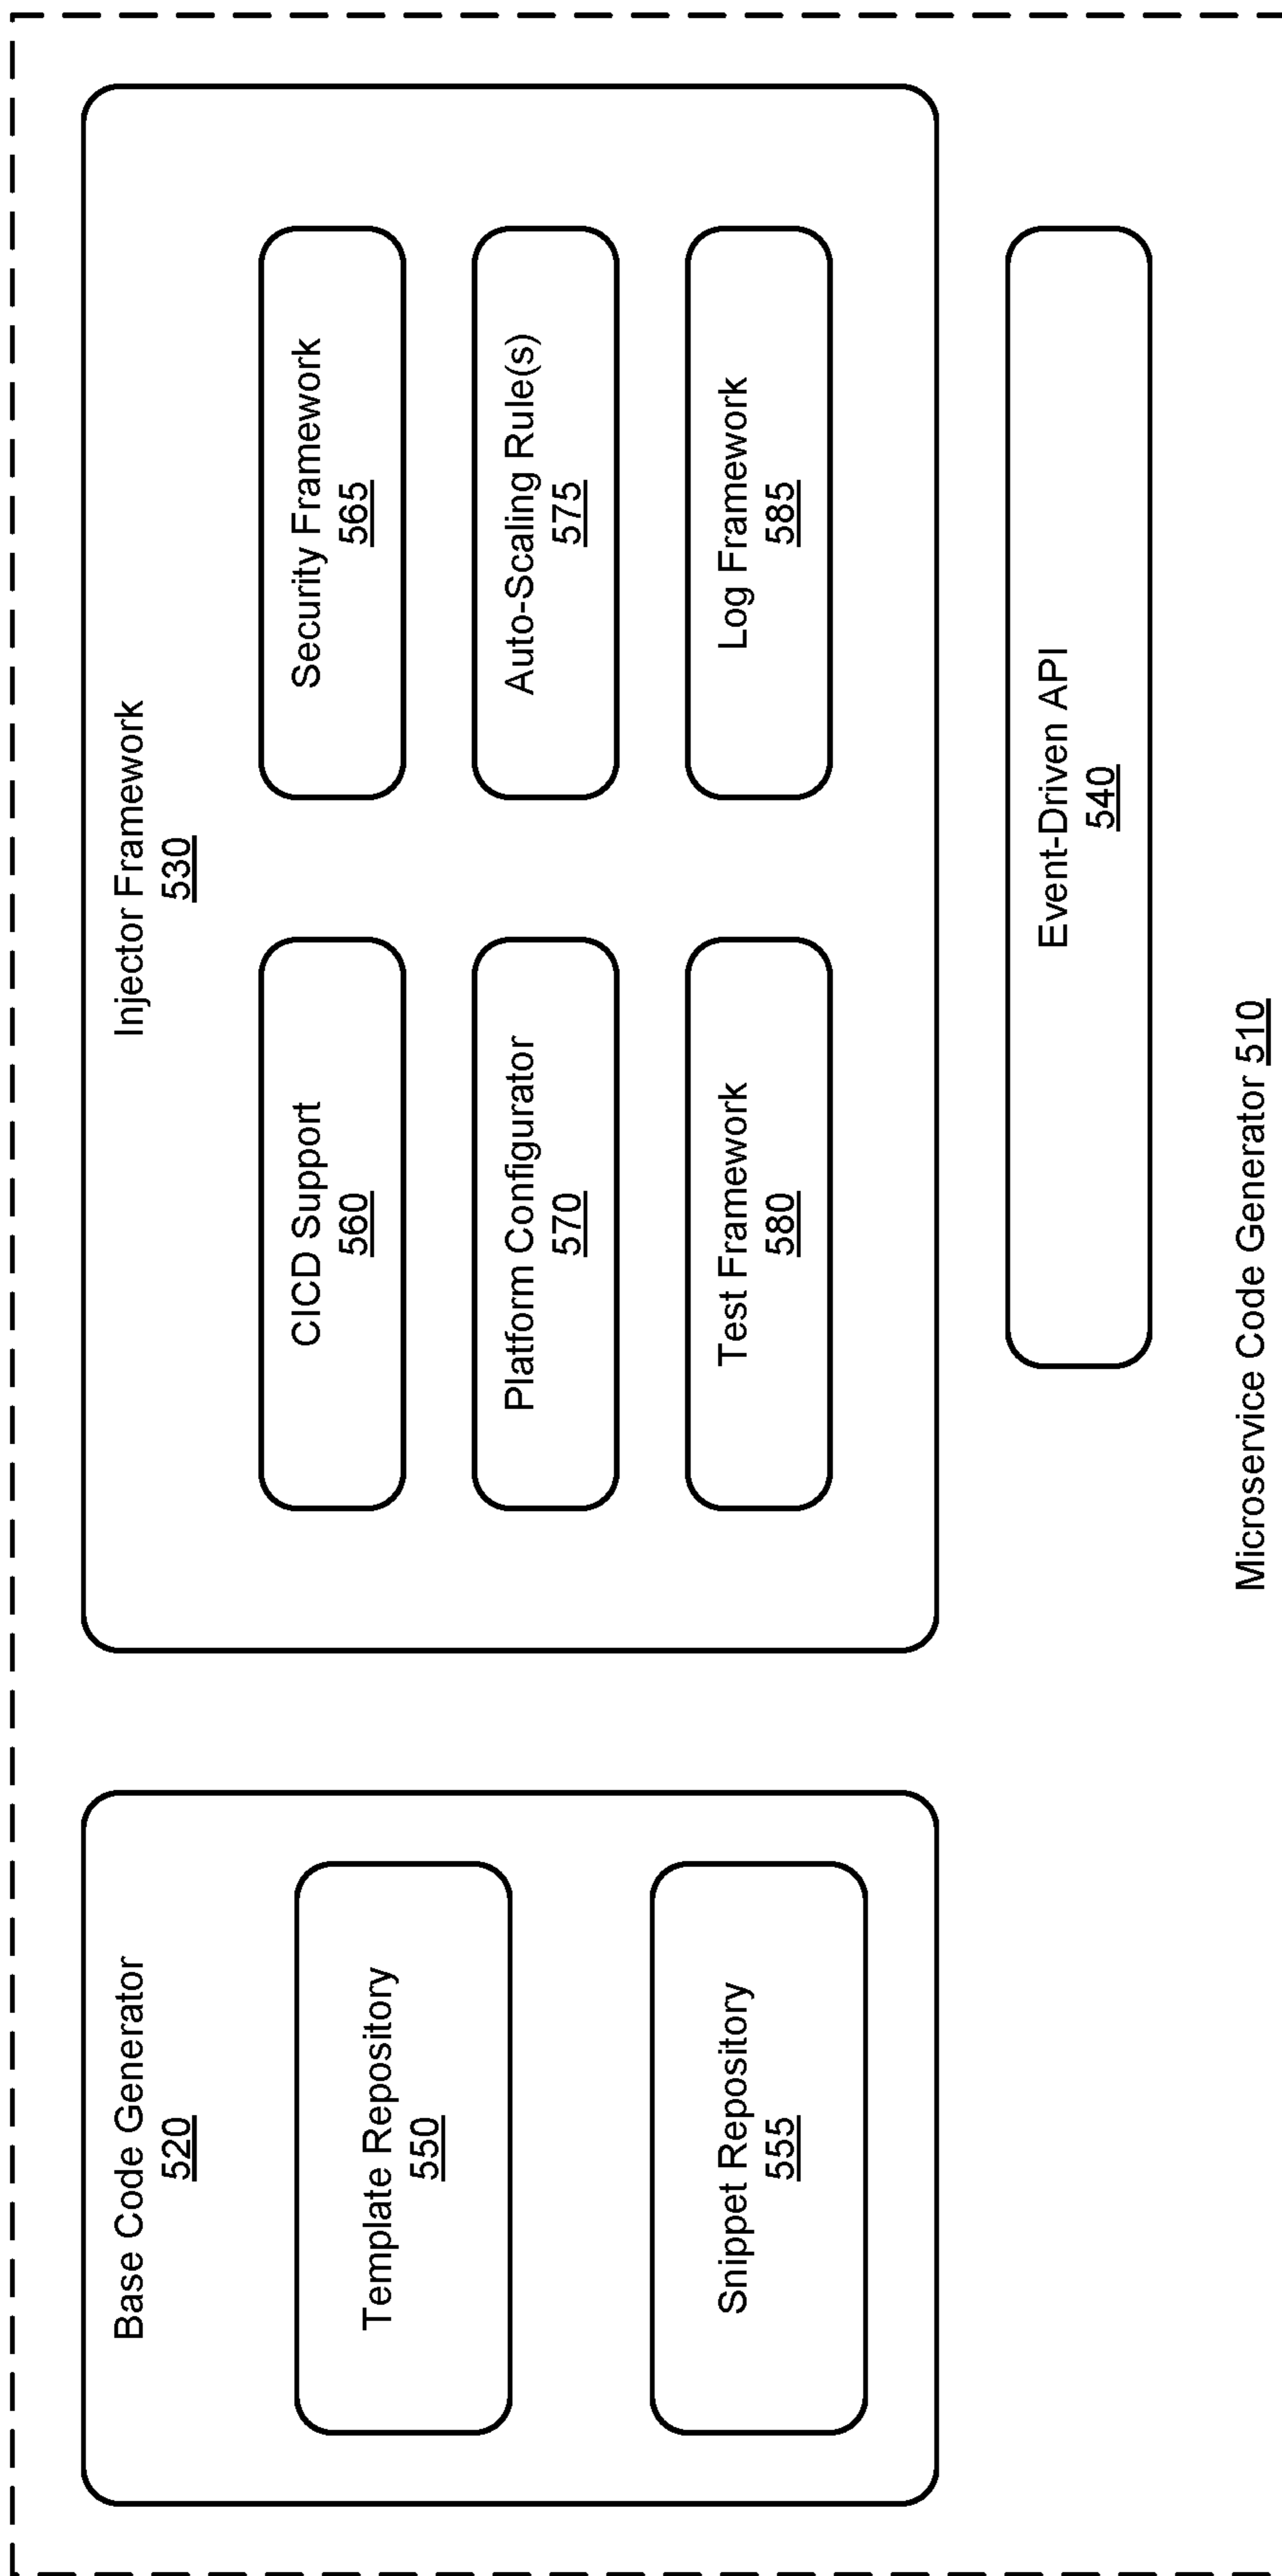 Base Code Generator
520
Template Repository
550
Snippet Repository
555
Injector Framework
530
CICD Support
560
Security Framework
565
Platform Configurator
570
Auto-Scaling Rule(s)
575
Test Framework
580
Log Framework
585
Event-Driven API
540
Microservice Code Generator 510